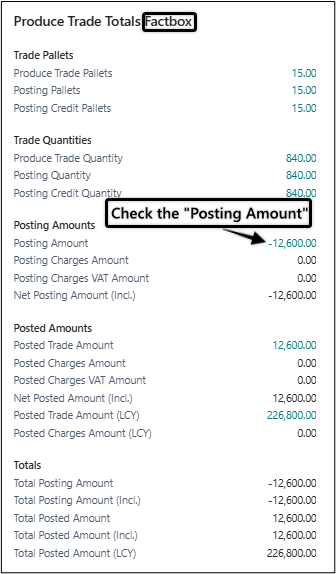 Produce Trade Totals Factbox
Trade Pallets
Produce Trade Pallets 15.00
Posting Pallets 15.00
Posting Credit Pallets 15.00
Trade Quantities
Produce Trade Quantity 840.00
Posting Quantity 840.00
Posting Credit Quantity 840.00
Check the "Posting Amount"
Posting Amounts
Posting Amount -12,600.00
Posting Charges Amount 0.00
Posting Charges VAT Amount 0.00
Net Posting Amount (Incl.) -12,600.00
Posted Amounts
Posted Trade Amount 12,600.00
Posted Charges Amount 0.00
Posted Charges VAT Amount 0.00
Net Posted Amount (Incl.) 12,600.00
Posted Trade Amount (LCY) 226,800.00
Posted Charges Amount (LCY) 0.00
Totals
Total Posting Amount -12,600.00
Total Posting Amount (Incl.) -12,600.00
Total Posted Amount 12,600.00
Total Posted Amount (Incl.) 12,600.00
Total Posted Amount (LCY) 226,800.00